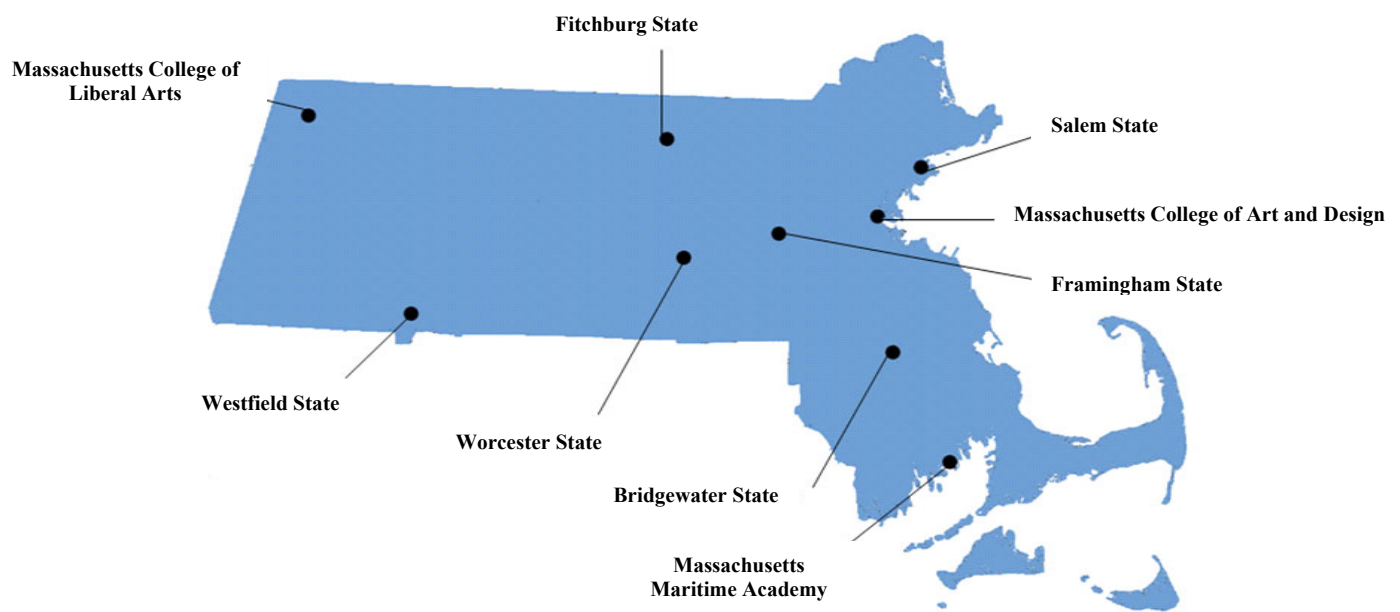 Fitchburg State
Massachusetts College of
Liberal Arts
Salem State
Massachusetts College of Art and Design
Framingham State
Westfield State
Worcester State
Bridgewater State
Massachusetts
Maritime Academy